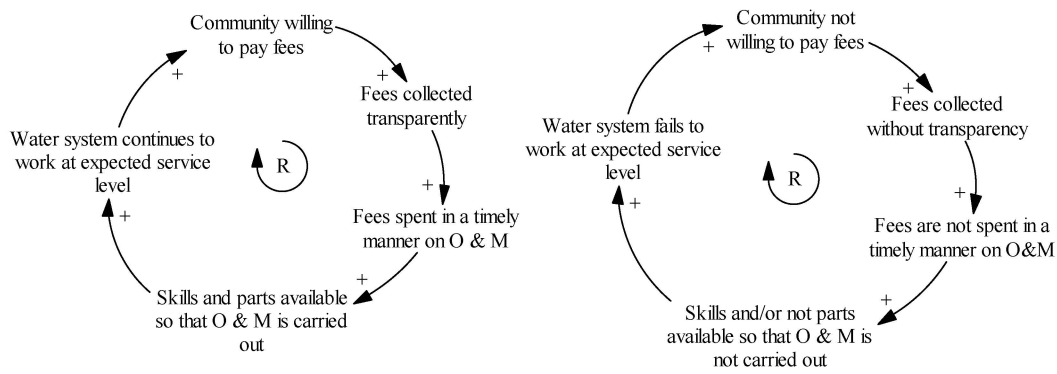 Community willing
to pay fees
+
+
Fees collected
transparently
Water system continues to
work at expected service
level
R
+
+
Fees spent in a timely
manner on O & M
+
Skills and parts available
so that O & M is carried
out
Community not
willing to pay fees
+
+
Fees collected
without transparency
Water system fails to
work at expected service
level
R
+
+
Fees are not spent in a
timely manner on O&M
+
Skills and/or not parts
available so that O & M is
not carried out